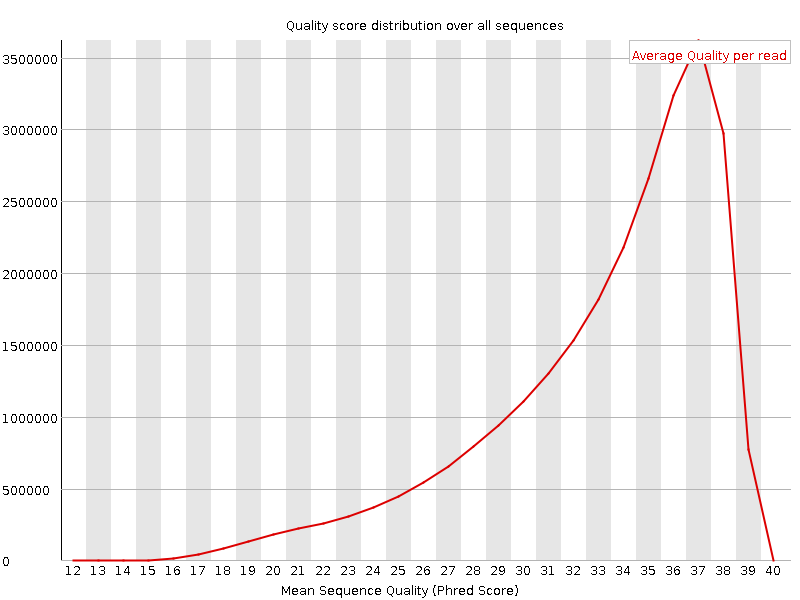 Quality score distribution over all sequences
Average Quality per read
3500000
3000000
2500000
2000000
1500000
1000000
500000
0
12 13 14 15 16 17 18 19 20 21 22 23 24 25 26 27 28 29 30 31 32 33 34 35 36 37 38 39 40
Mean Sequence Quality (Phred Score)